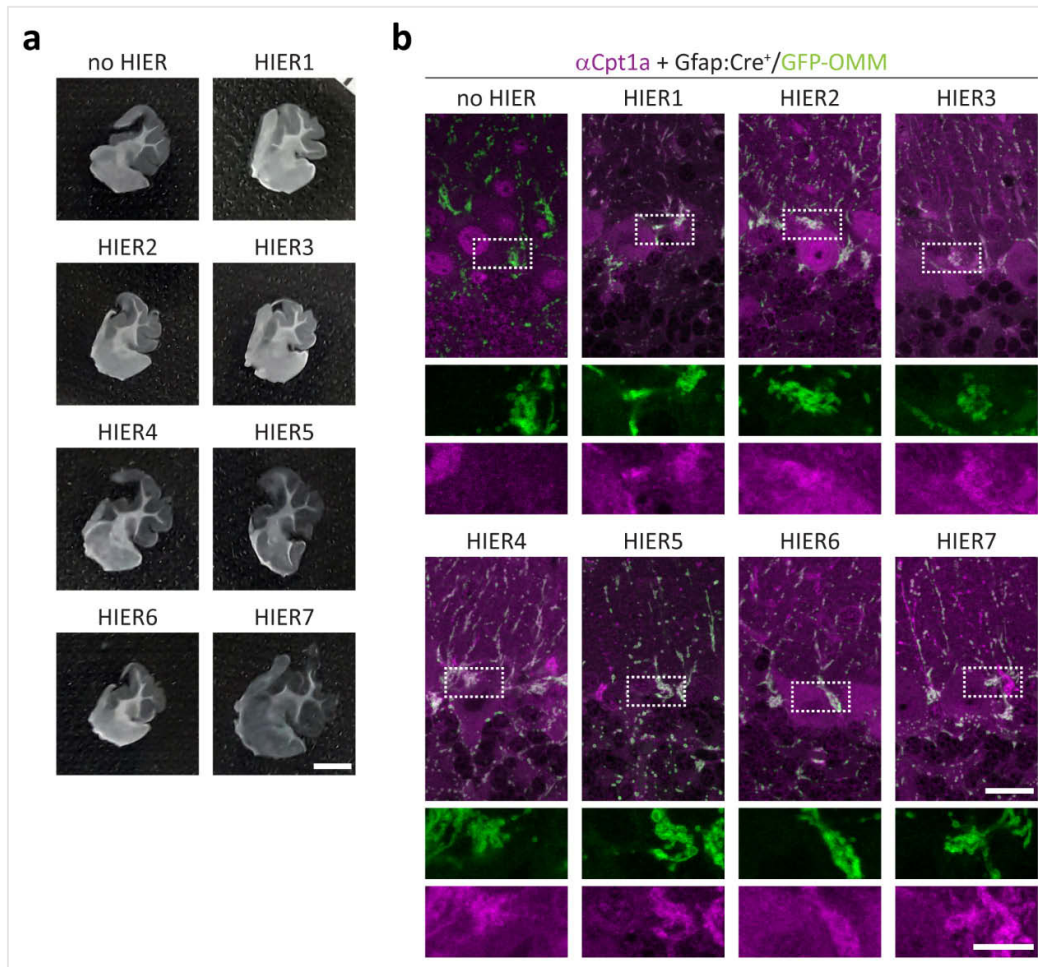 a
no HIER HIER1
HIER2 HIER3
HIER4 HIER5
HIER6 HIER7
b
αCpt1a + Gfap:Cre⁺/GFP-OMM
no HIER HIER1 HIER2 HIER3
HIER4 HIER5 HIER6 HIER7